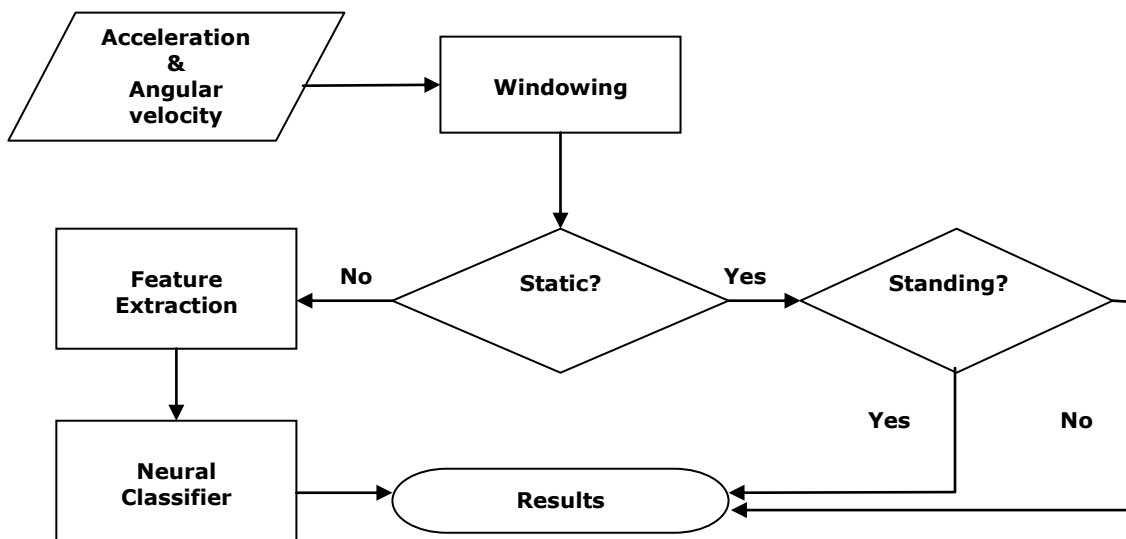 Acceleration
&
Angular
velocity
Windowing
Static?
No
Yes
Standing?
Feature
Extraction
Yes
No
Neural
Classifier
Results